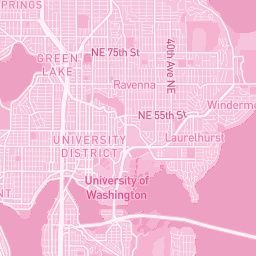 SPRINGS
NE 75th St
40th Ave NE
GREEN
LAKE
Ravenna
NE 55th St
Windermere
Laurelhurst
UNIVERSITY
DISTRICT
University of
Washington
NT